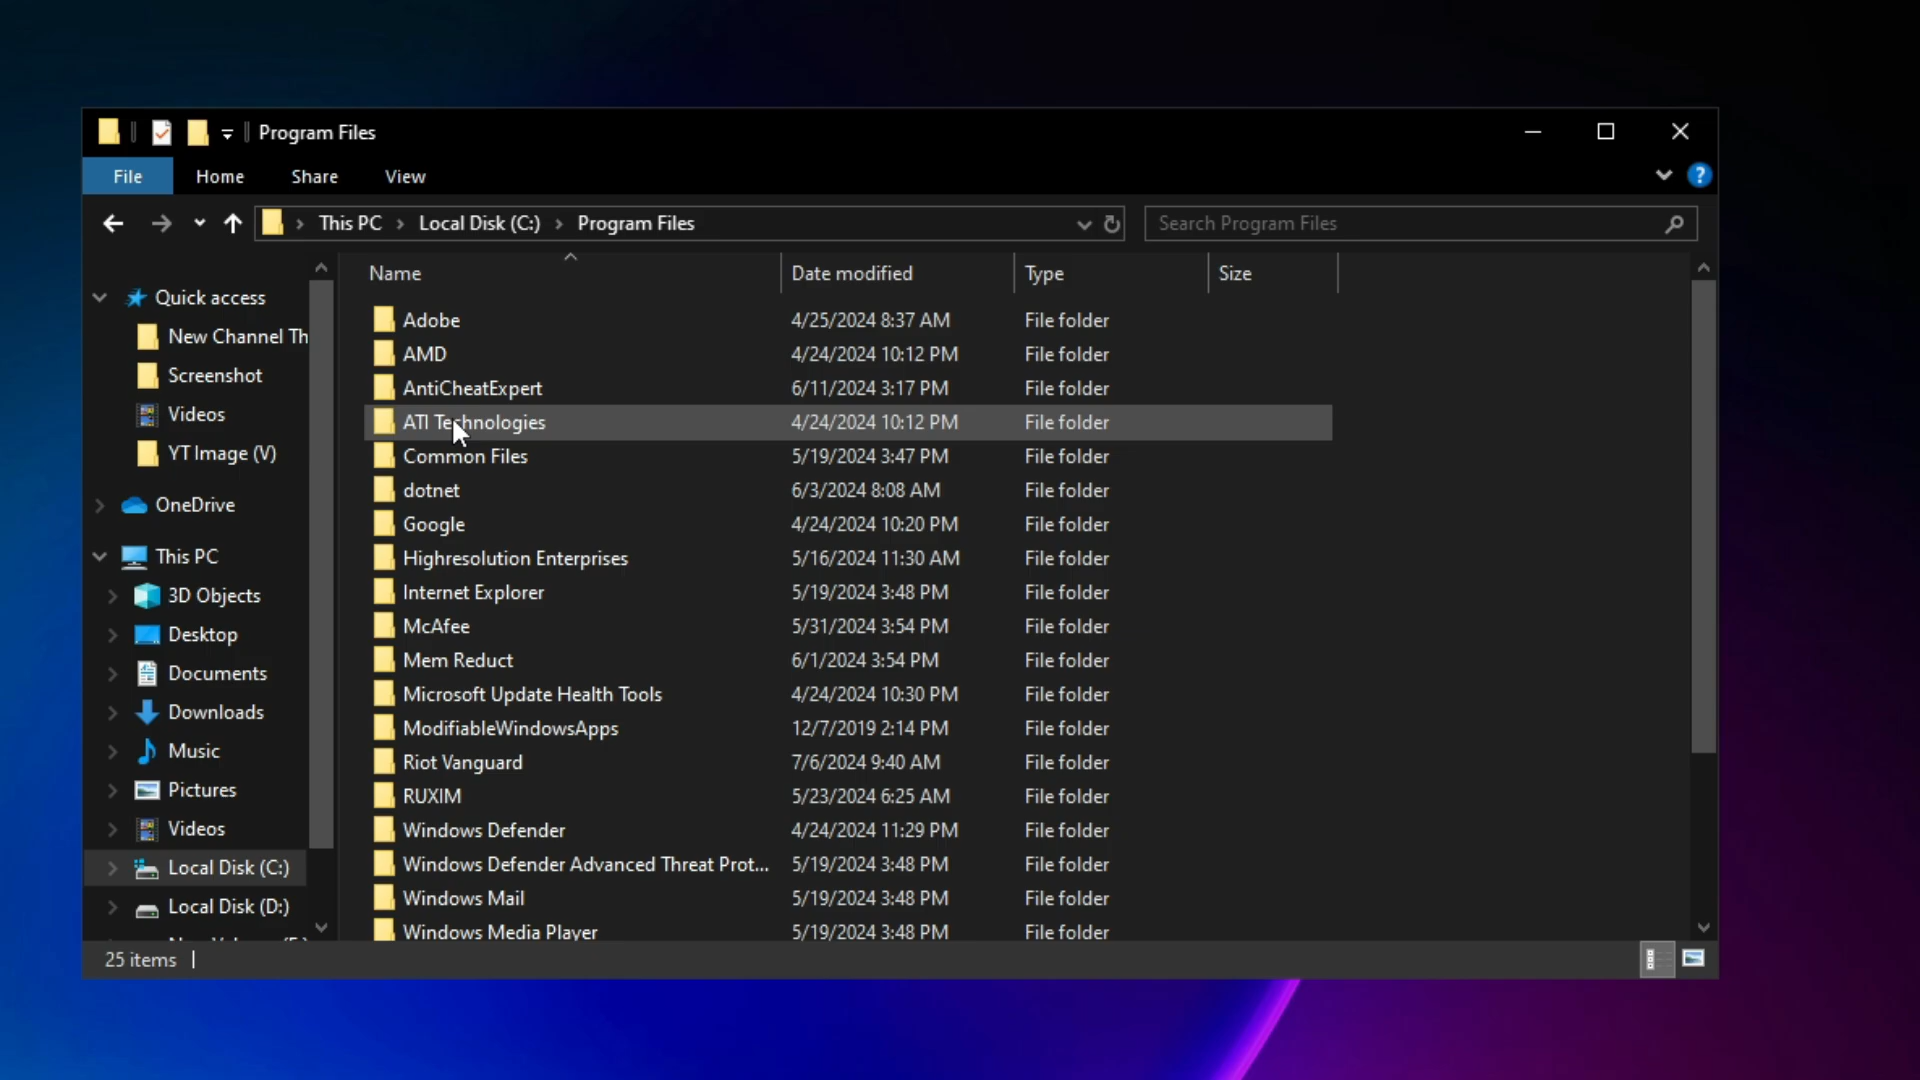 Program Files
File Home Share View
This PC Local Disk (C:) Program Files
Search Program Files
Name Date modified Type Size
Quick access
New Channel Th
Screenshot
Videos
YT Image (V)
OneDrive
This PC
3D Objects
Desktop
Documents
Downloads
Music
Pictures
Videos
Local Disk (C:)
Local Disk (D:)
Adobe 4/25/2024 8:37 AM File folder
AMD 4/24/2024 10:12 PM File folder
AntiCheatExpert 6/11/2024 3:17 PM File folder
ATI Technologies 4/24/2024 10:12 PM File folder
Common Files 5/19/2024 3:47 PM File folder
dotnet 6/3/2024 8:08 AM File folder
Google 4/24/2024 10:20 PM File folder
Highresolution Enterprises 5/16/2024 11:30 AM File folder
Internet Explorer 5/19/2024 3:48 PM File folder
McAfee 5/31/2024 3:54 PM File folder
Mem Reduct 6/1/2024 3:54 PM File folder
Microsoft Update Health Tools 4/24/2024 10:30 PM File folder
ModifiableWindowsApps 12/7/2019 2:14 PM File folder
Riot Vanguard 7/6/2024 9:40 AM File folder
RUXIM 5/23/2024 6:25 AM File folder
Windows Defender 4/24/2024 11:29 PM File folder
Windows Defender Advanced Threat Prot... 5/19/2024 3:48 PM File folder
Windows Mail 5/19/2024 3:48 PM File folder
Windows Media Player 5/19/2024 3:48 PM File folder
25 items